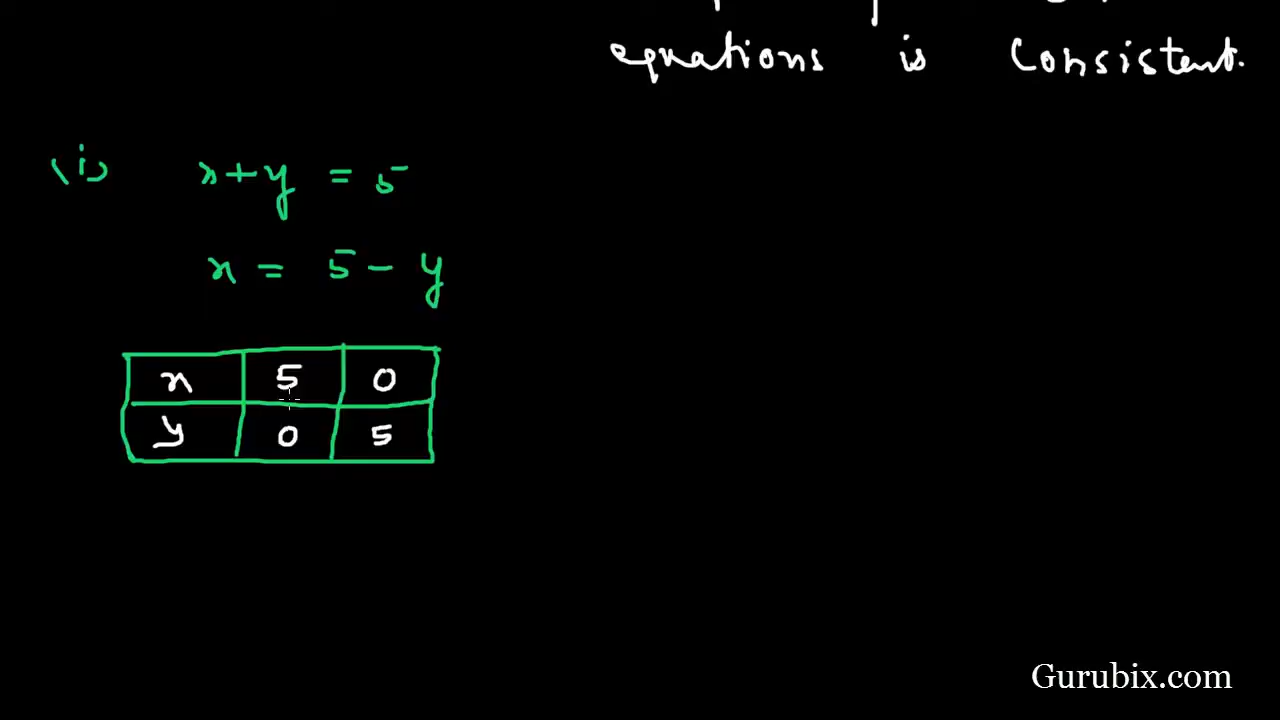 equations is consistent.
(i) x+y = 5
x = 5 - y
x 5 0
y 0 5
Gurubix.com